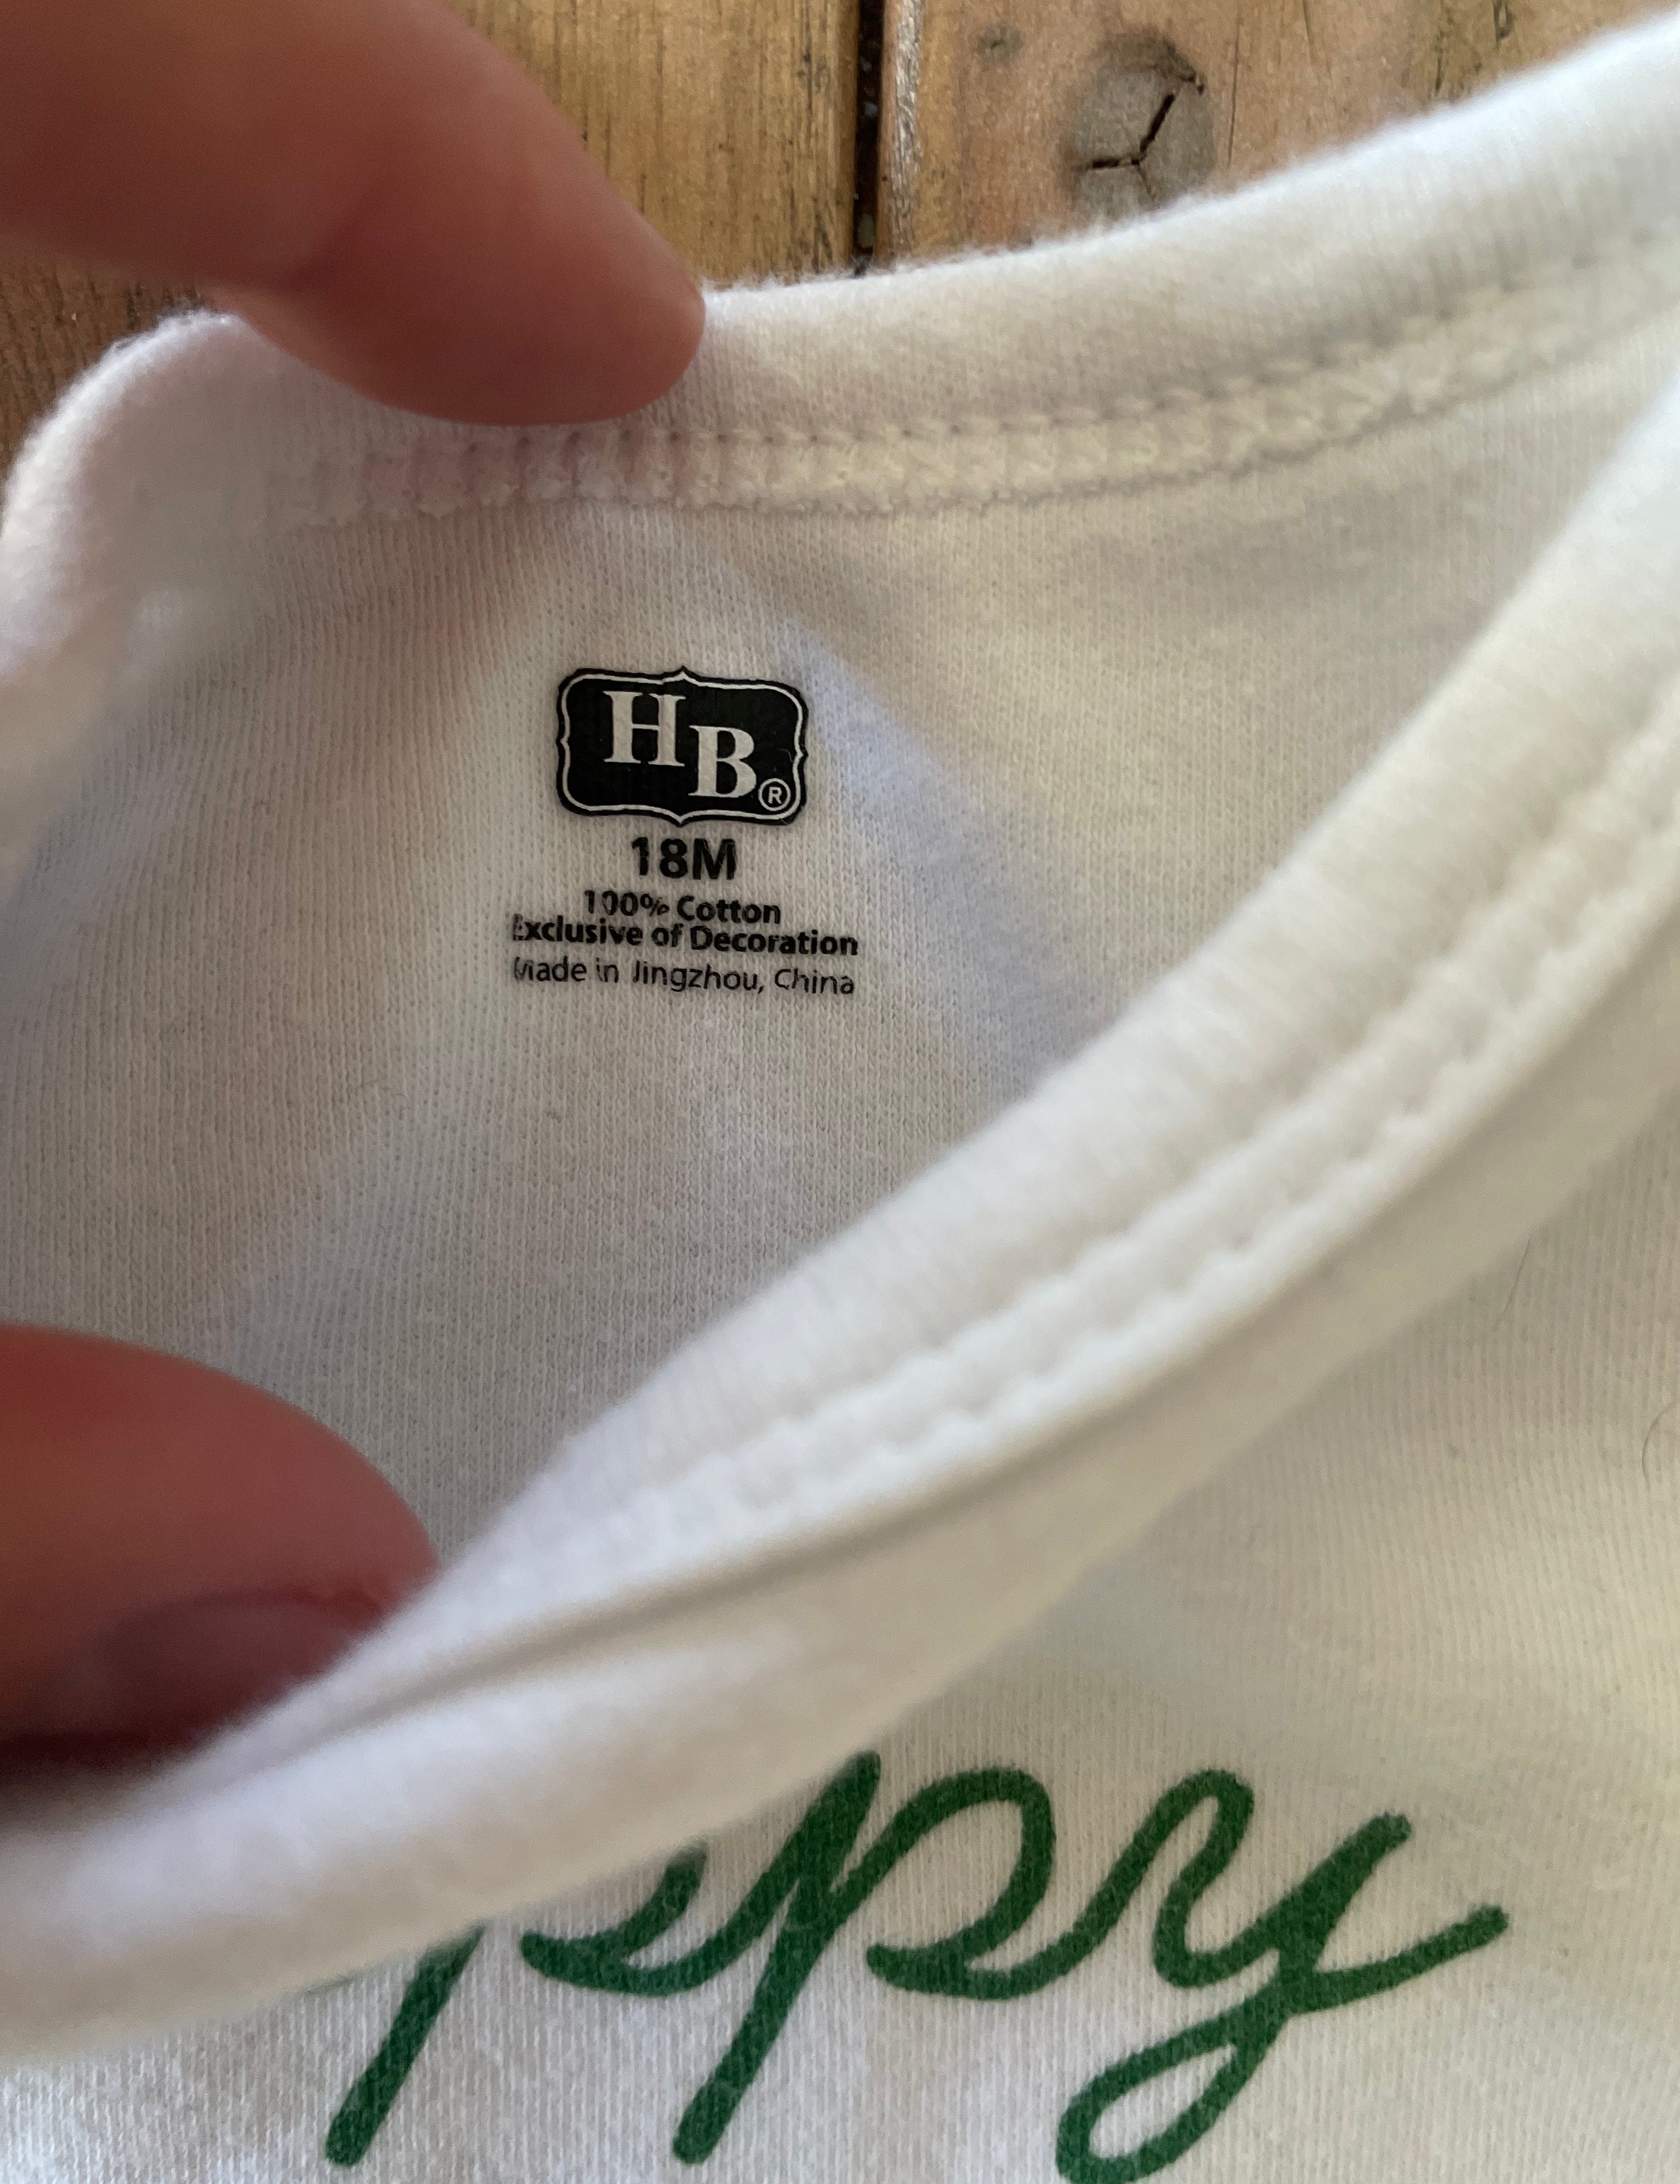 HB®
18M
100% Cotton
Exclusive of Decoration
Made in Jingzhou, China
ppy